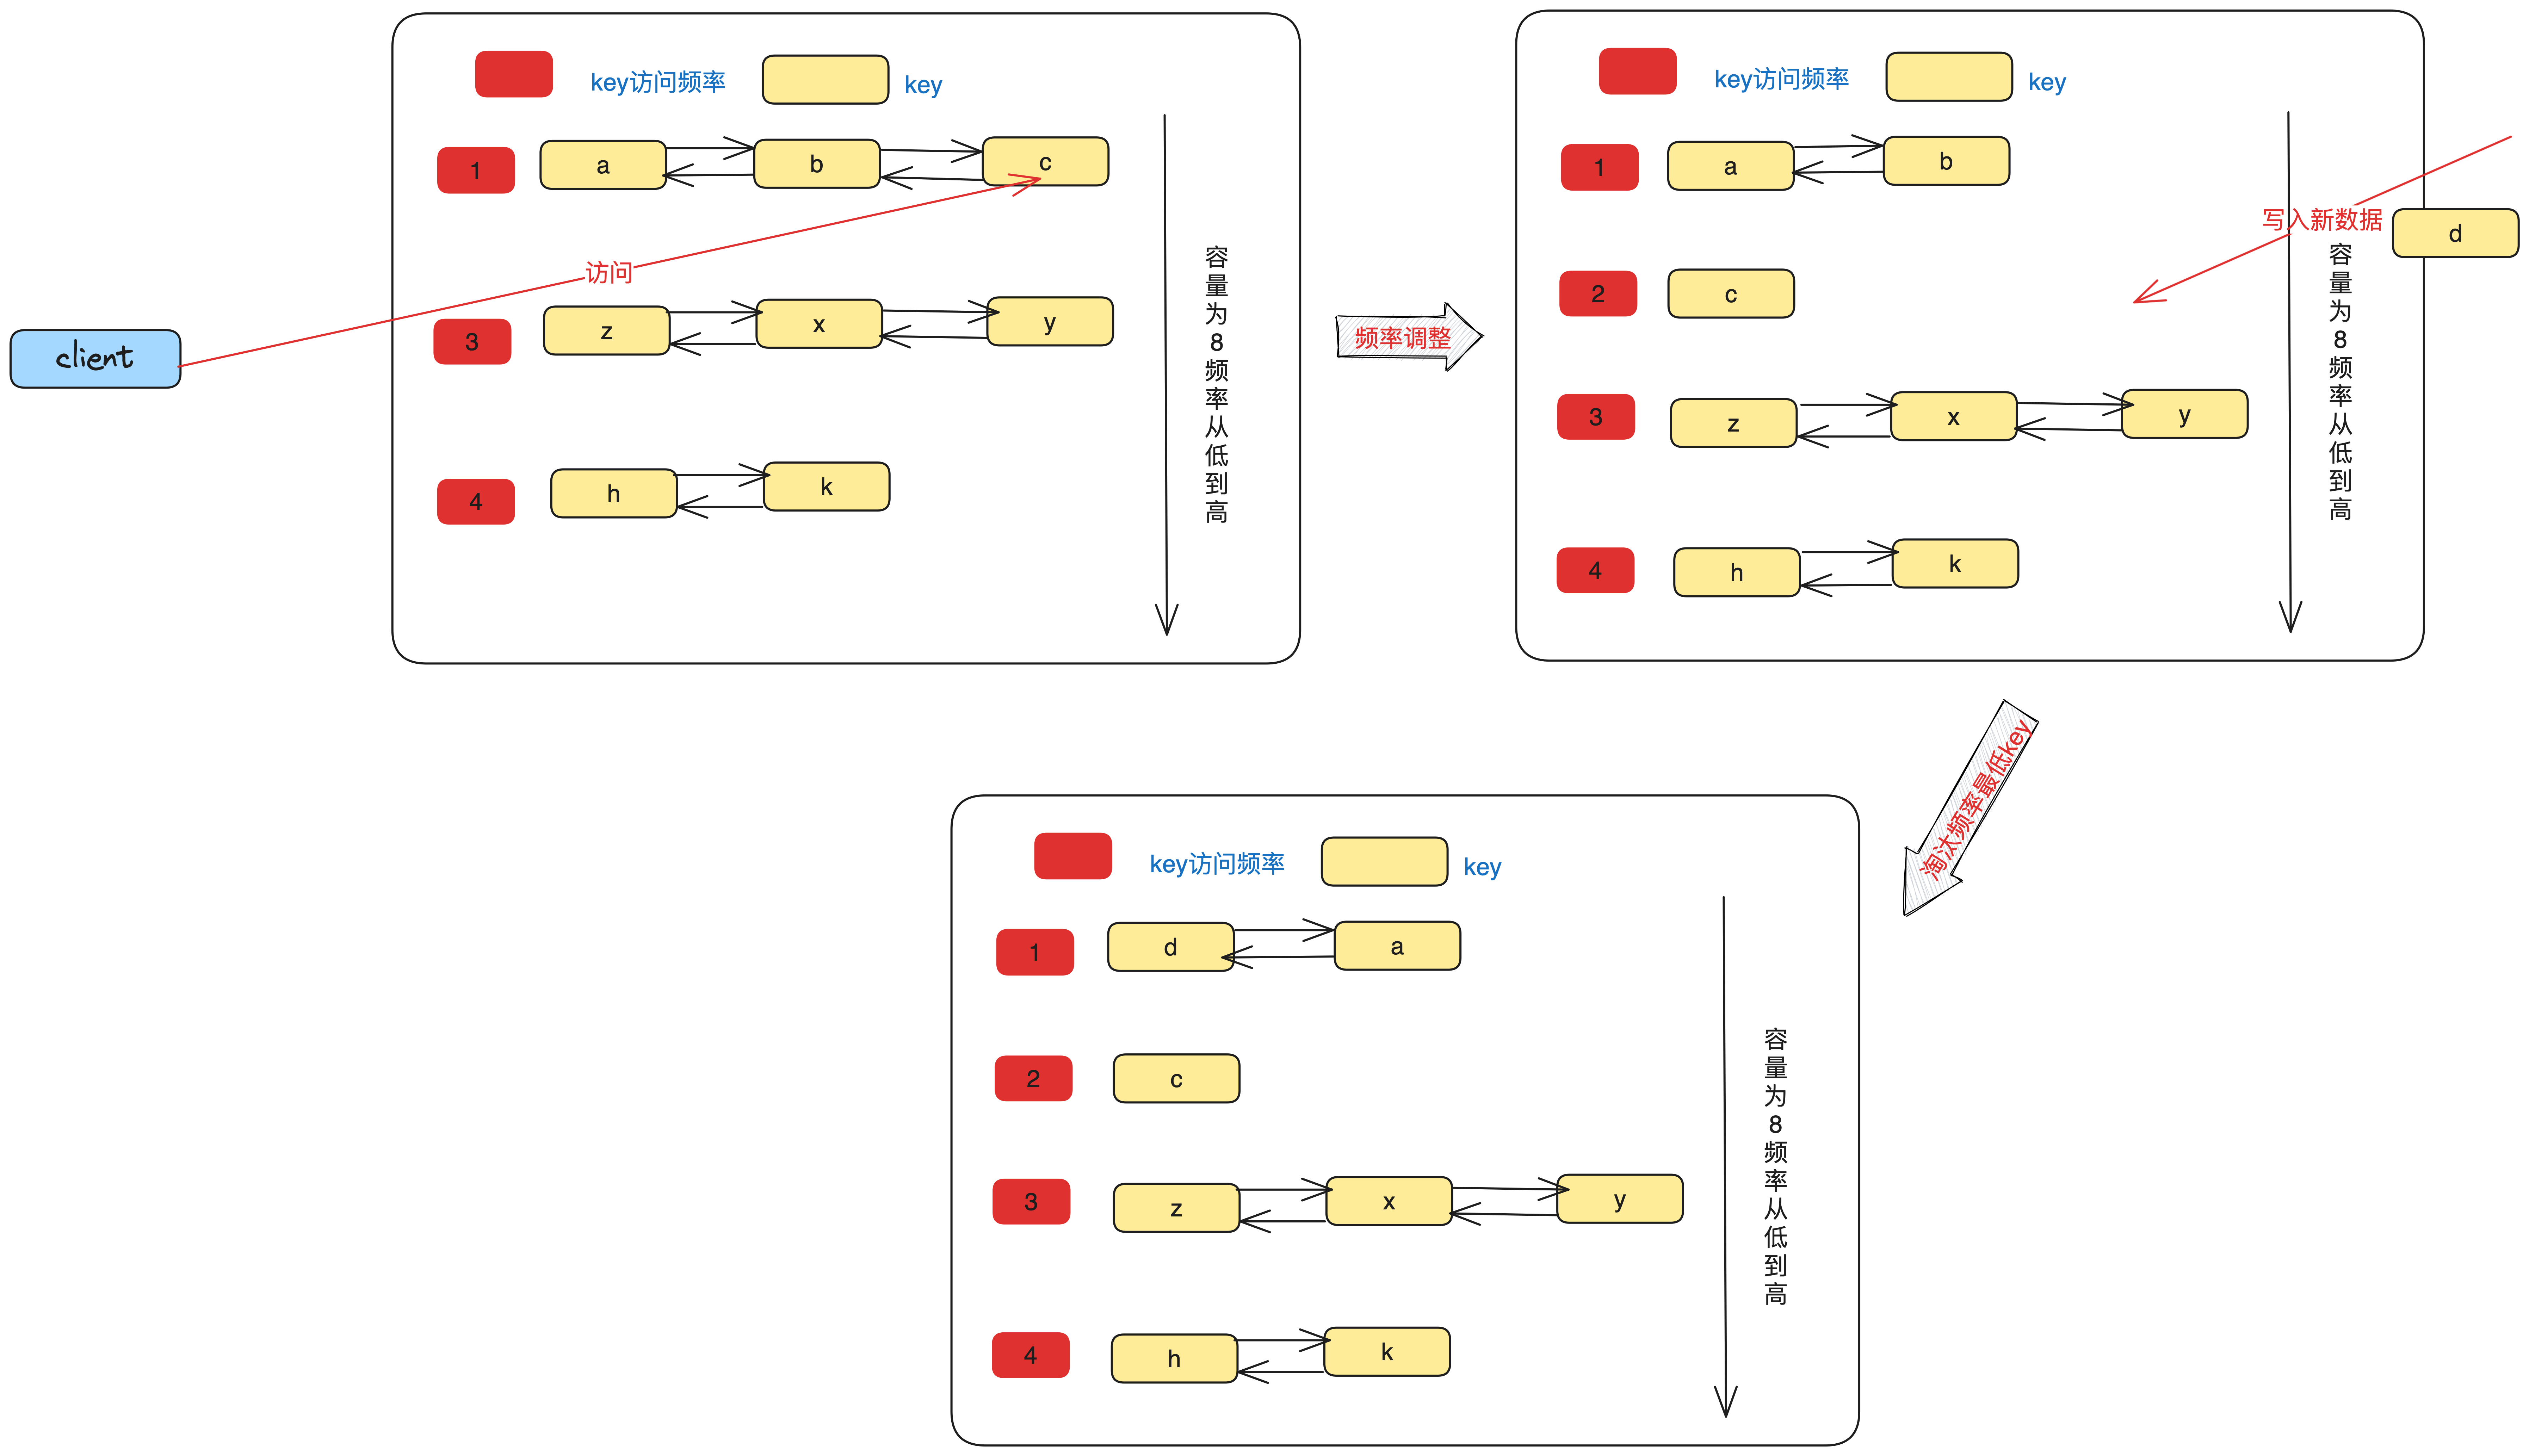 key访问频率
key
1
a
b
c
访问
client
3
z
x
y
4
h
k
容
量
为
8
频
率
从
低
到
高
频率调整
key访问频率
key
1
a
b
写入新数据
d
2
c
3
z
x
y
4
h
k
容
量
为
8
频
率
从
低
到
高
淘汰频率最低key
key访问频率
key
1
d
a
2
c
3
z
x
y
4
h
k
容
量
为
8
频
率
从
低
到
高